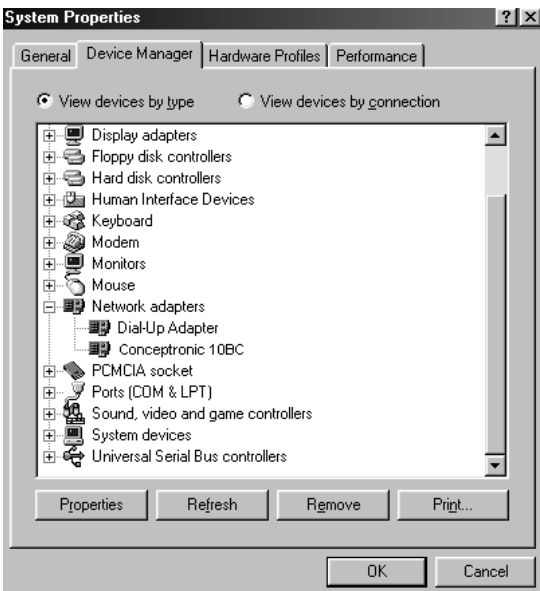 System Properties
General Device Manager Hardware Profiles Performance
View devices by type View devices by connection
Display adapters
Floppy disk controllers
Hard disk controllers
Human Interface Devices
Keyboard
Modem
Monitors
Mouse
Network adapters
Dial-Up Adapter
Conceptronic 10BC
PCMCIA socket
Ports (COM & LPT)
Sound, video and game controllers
System devices
Universal Serial Bus controllers
Properties Refresh Remove Print...
OK Cancel